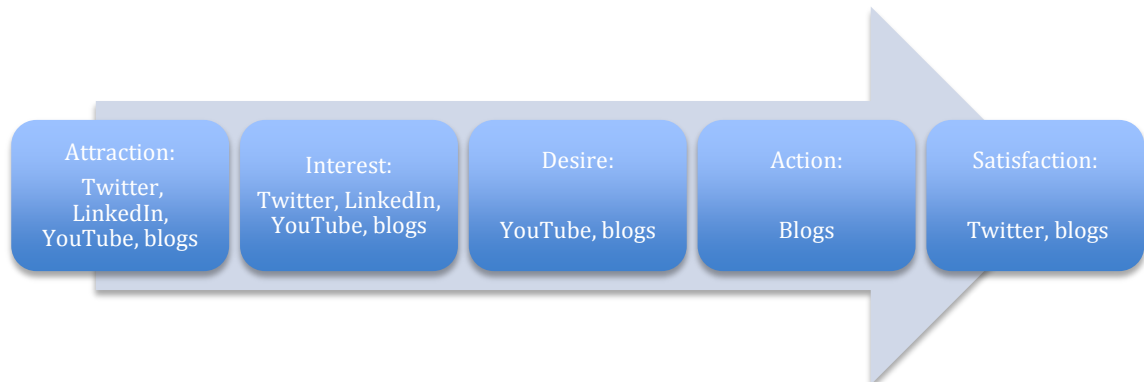 Attraction:
Twitter,
LinkedIn,
YouTube, blogs
Interest:
Twitter, LinkedIn,
YouTube, blogs
Desire:
YouTube, blogs
Action:
Blogs
Satisfaction:
Twitter, blogs